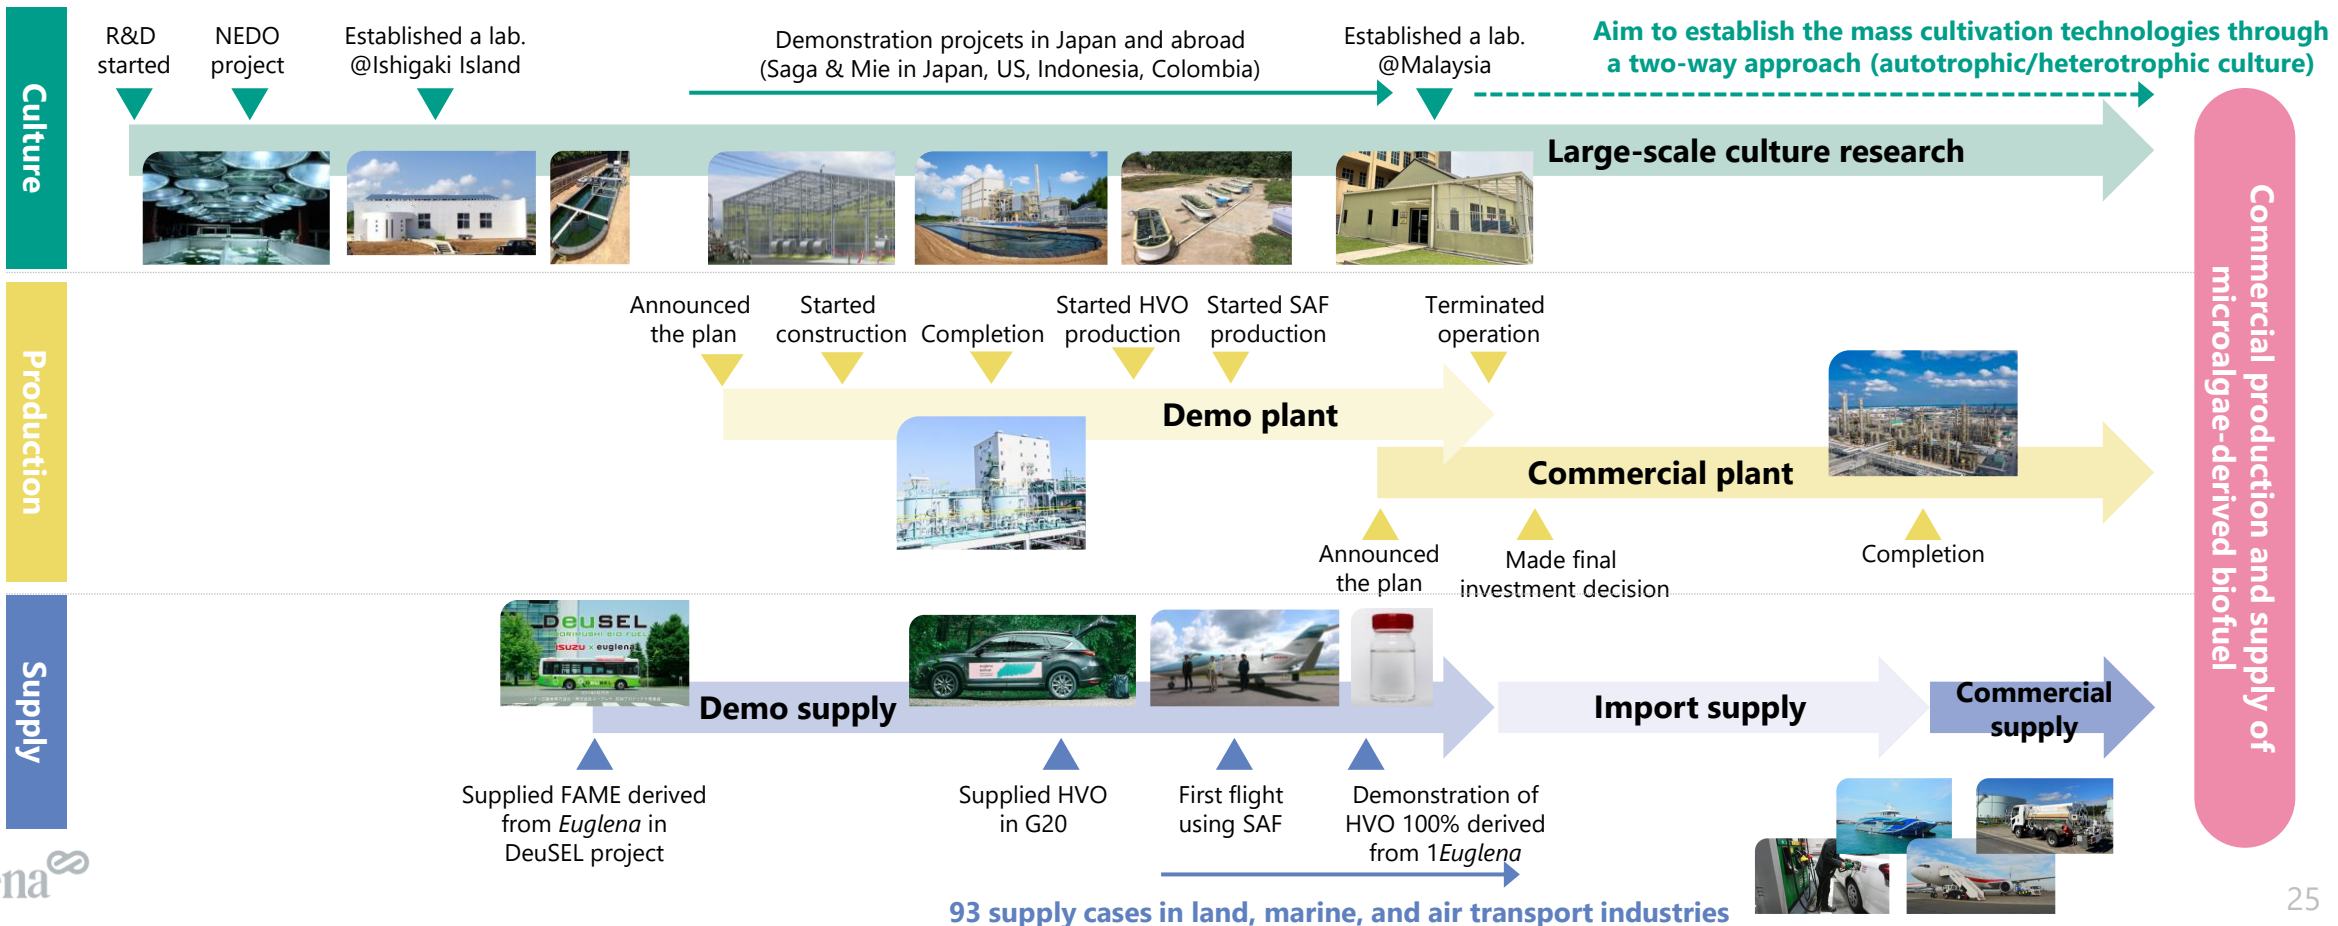 Culture
R&D
started
NEDO
project
Established a lab.
@Ishigaki Island
Demonstration projcets in Japan and abroad
(Saga & Mie in Japan, US, Indonesia, Colombia)
Established a lab.
@Malaysia
Aim to establish the mass cultivation technologies through
a two-way approach (autotrophic/heterotrophic culture)
Large-scale culture research
Production
Announced
the plan
Started
construction
Completion
Started HVO
production
Started SAF
production
Terminated
operation
Demo plant
Commercial plant
Announced
the plan
Made final
investment decision
Completion
Supply
DeuSEL
ISUZU x euglena
Demo supply
Import supply
Commercial
supply
Supplied FAME derived
from Euglena in
DeuSEL project
Supplied HVO
in G20
First flight
using SAF
Demonstration of
HVO 100% derived
from 1Euglena
93 supply cases in land, marine, and air transport industries
Commercial production and supply of
microalgae-derived biofuel
na
25